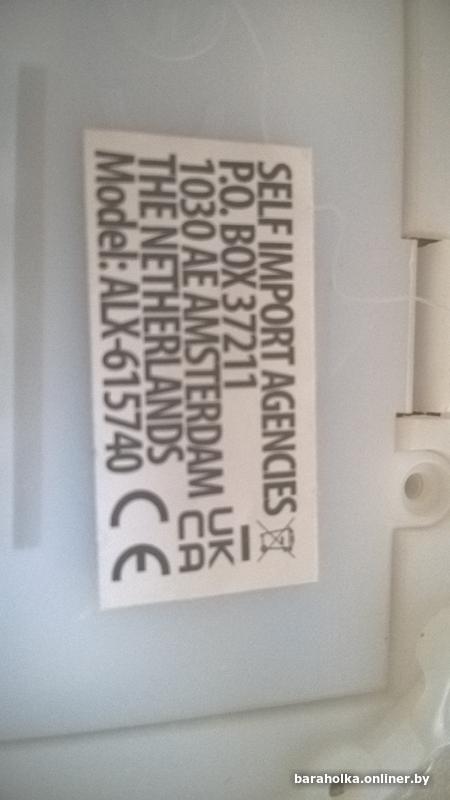 SELF IMPORT AGENCIES
P.O. BOX 37211
1030 AE AMSTERDAM
THE NETHERLANDS
Model: ALX-615740
UK
CA
CE
baraholka.onliner.by